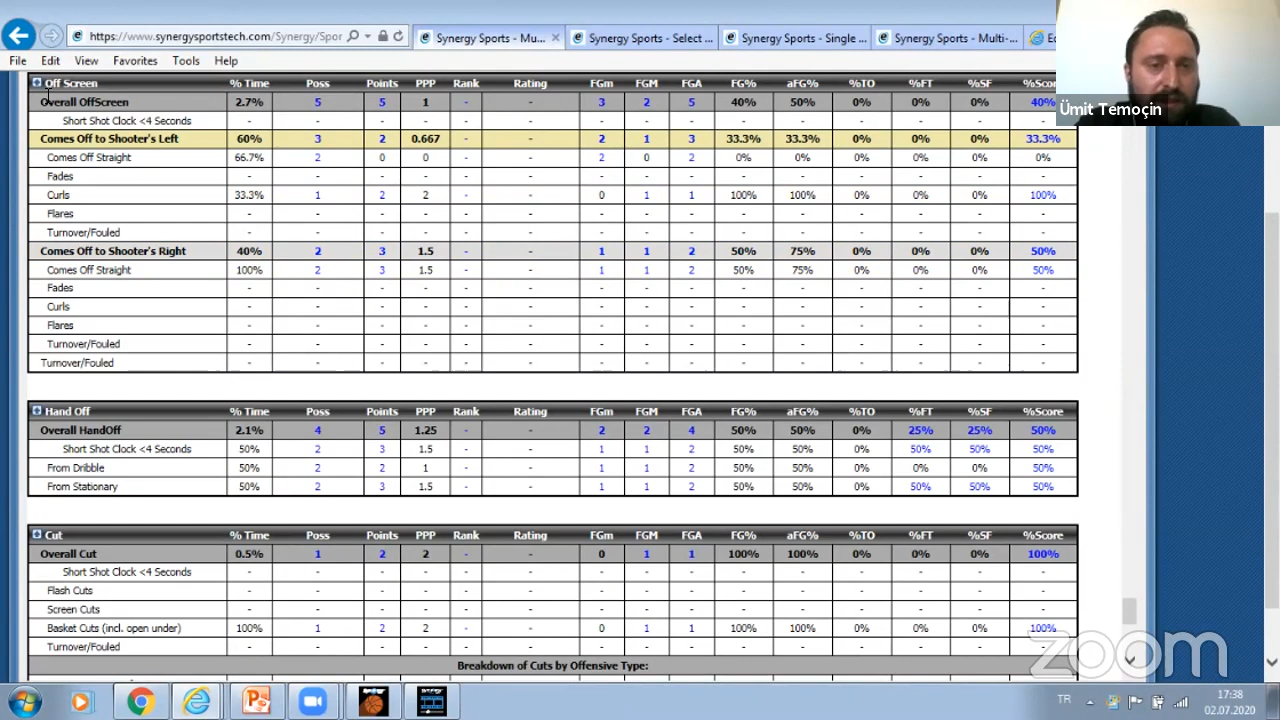 https://www.synergysportstech.com/Synergy/Spor
Synergy Sports - Mu...
Synergy Sports - Select ...
Synergy Sports - Single ...
Synergy Sports - Multi-...
File Edit View Favorites Tools Help
Ümit Temoçin
Off Screen % Time Poss Points PPP Rank Rating FGm FGM FGA FG% aFG% %TO %FT %SF %Score
Overall OffScreen 2.7% 5 5 1 - - 3 2 5 40% 50% 0% 0% 0% 40%
Short Shot Clock <4 Seconds - - - - - - - - - - - - - - -
Comes Off to Shooter's Left 60% 3 2 0.667 - - 2 1 3 33.3% 33.3% 0% 0% 0% 33.3%
Comes Off Straight 66.7% 2 0 0 - - 2 0 2 0% 0% 0% 0% 0% 0%
Fades - - - - - - - - - - - - - - -
Curls 33.3% 1 2 2 - - 0 1 1 100% 100% 0% 0% 0% 100%
Flares - - - - - - - - - - - - - - -
Turnover/Fouled - - - - - - - - - - - - - - -
Comes Off to Shooter's Right 40% 2 3 1.5 - - 1 1 2 50% 75% 0% 0% 0% 50%
Comes Off Straight 100% 2 3 1.5 - - 1 1 2 50% 75% 0% 0% 0% 50%
Fades - - - - - - - - - - - - - - -
Curls - - - - - - - - - - - - - - -
Flares - - - - - - - - - - - - - - -
Turnover/Fouled - - - - - - - - - - - - - - -
Turnover/Fouled - - - - - - - - - - - - - - -
Hand Off % Time Poss Points PPP Rank Rating FGm FGM FGA FG% aFG% %TO %FT %SF %Score
Overall HandOff 2.1% 4 5 1.25 - - 2 2 4 50% 50% 0% 25% 25% 50%
Short Shot Clock <4 Seconds 50% 2 3 1.5 - - 1 1 2 50% 50% 0% 50% 50% 50%
From Dribble 50% 2 2 1 - - 1 1 2 50% 50% 0% 0% 0% 50%
From Stationary 50% 2 3 1.5 - - 1 1 2 50% 50% 0% 50% 50% 50%
Cut % Time Poss Points PPP Rank Rating FGm FGM FGA FG% aFG% %TO %FT %SF %Score
Overall Cut 0.5% 1 2 2 - - 0 1 1 100% 100% 0% 0% 0% 100%
Short Shot Clock <4 Seconds - - - - - - - - - - - - - - -
Flash Cuts - - - - - - - - - - - - - - -
Screen Cuts - - - - - - - - - - - - - - -
Basket Cuts (incl. open under) 100% 1 2 2 - - 0 1 1 100% 100% 0% 0% 0% 100%
Turnover/Fouled - - - - - - - - - - - - - - -
Breakdown of Cuts by Offensive Type:
zoom
TR
17:38
02.07.2020